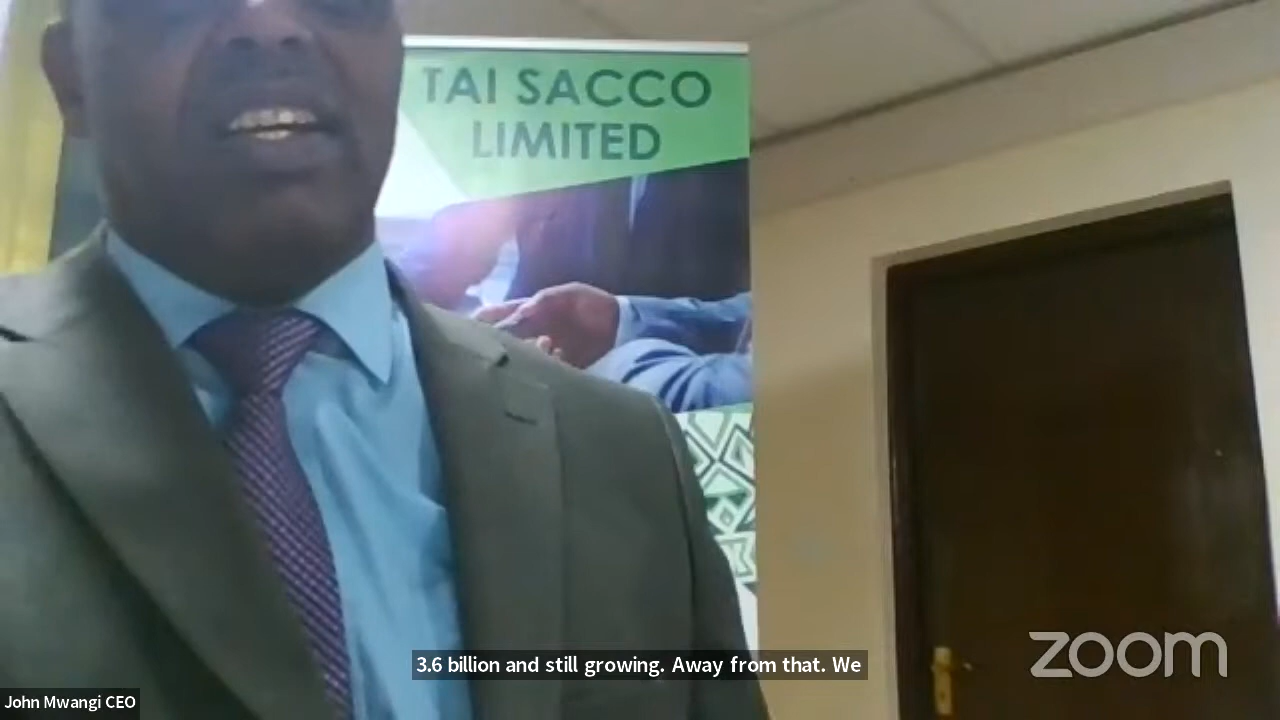 TAI SACCO
LIMITED
3.6 billion and still growing. Away from that. We
zoom
John Mwangi CEO